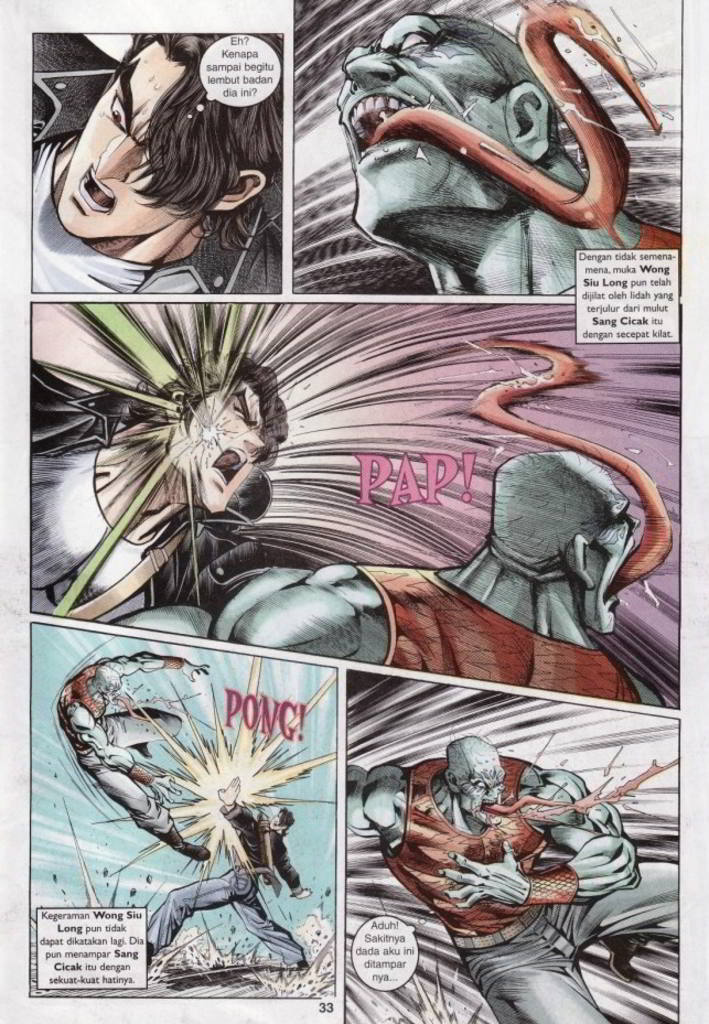 Eh?
Kenapa
sampai begitu
lembut badan
dia ini?
Dengan tidak semena-
mena, muka Wong
Siu Long pun telah
dijilat oleh lidah yang
terjulur dari mulut
Sang Cicak itu
dengan secepat kilat.
PAP!
PONG!
Kegeraman Wong Siu
Long pun tidak
dapat dikatakan lagi. Dia
pun menampar Sang
Cicak itu dengan
sekuat-kuat hatinya.
Aduh!
Sakitnya
dada aku ini
ditampar
nya...
33